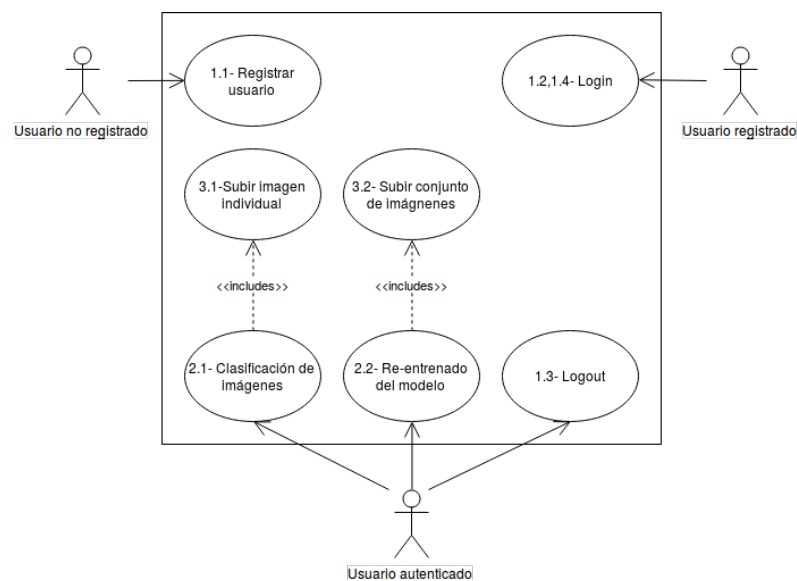 1.1- Registrar
usuario
1.2,1.4- Login
Usuario no registrado
Usuario registrado
3.1-Subir imagen
individual
3.2- Subir conjunto
de imágnenes
<<includes>>
<<includes>>
2.1- Clasificación de
imágenes
2.2- Re-entrenado
del modelo
1.3- Logout
Usuario autenticado